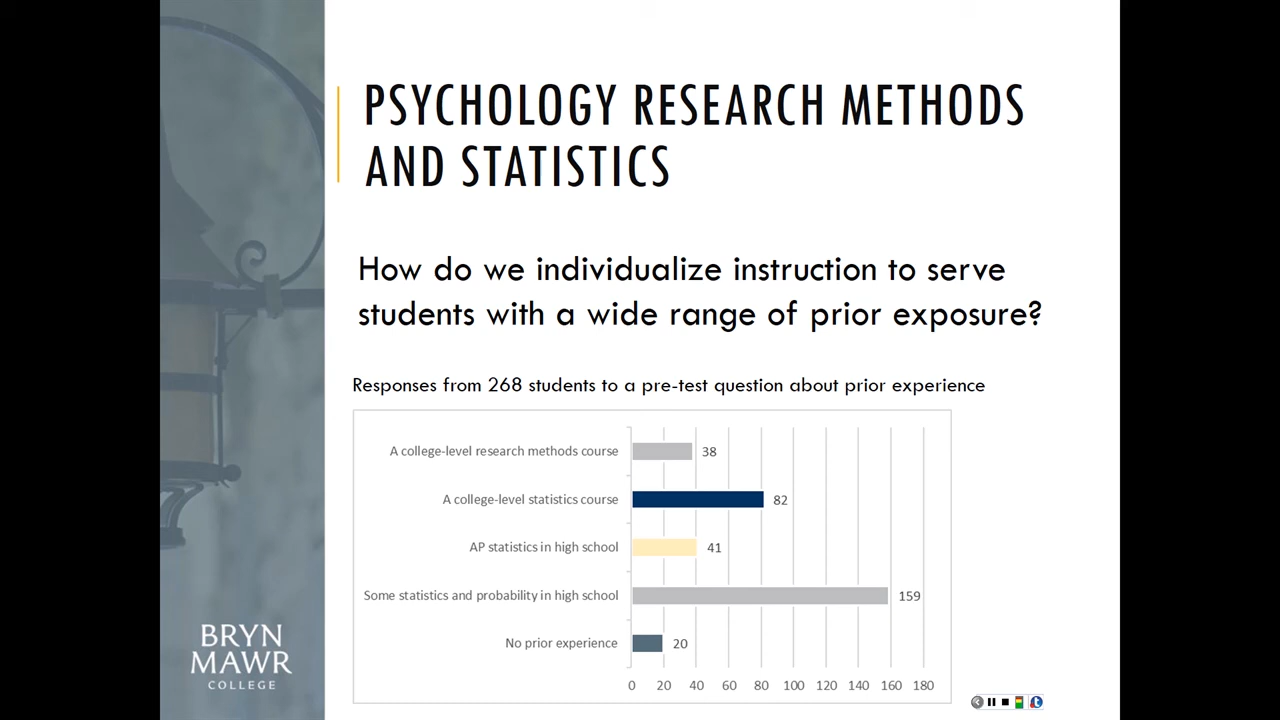 PSYCHOLOGY RESEARCH METHODS
AND STATISTICS
How do we individualize instruction to serve
students with a wide range of prior exposure?
Responses from 268 students to a pre-test question about prior experience
A college-level research methods course 38
A college-level statistics course 82
AP statistics in high school 41
Some statistics and probability in high school 159
No prior experience 20
0 20 40 60 80 100 120 140 160 180
BRYN
MAWR
COLLEGE